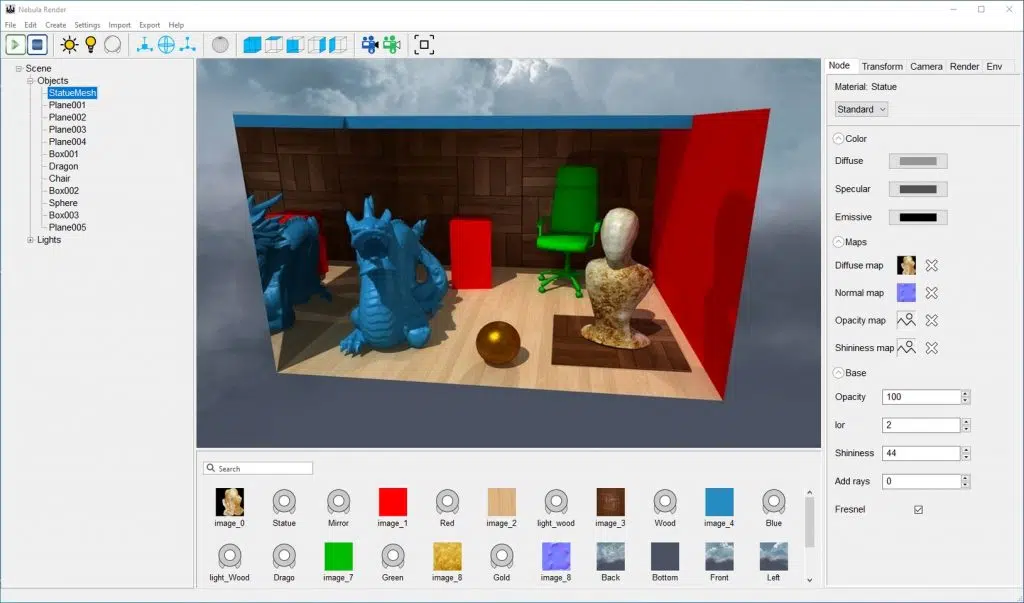 Nebula Render
File Edit Create Settings Import Export Help
Scene
Objects
StatueMesh
Plane001
Plane002
Plane003
Plane004
Box001
Dragon
Chair
Box002
Sphere
Box003
Plane005
Lights
Node Transform Camera Render Env
Material: Statue
Standard
Color
Diffuse
Specular
Emissive
Maps
Diffuse map
Normal map
Opacity map
Shininess map
Base
Opacity 100
Ior 2
Shininess 44
Add rays 0
Fresnel
Search
image_0 Statue Mirror image_1 Red image_2 light_wood image_3 Wood image_4 Blue
light_Wood Drago image_7 Green image_8 Gold image_8 Back Bottom Front Left